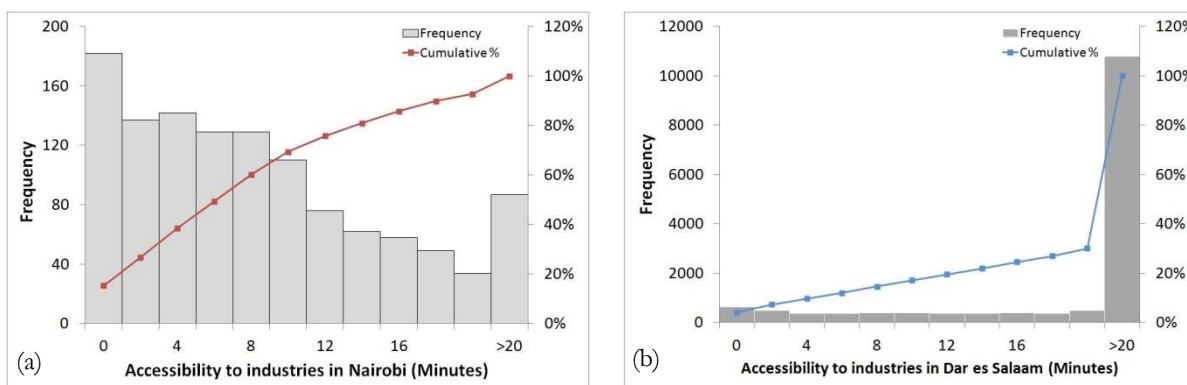 200
160
120
80
40
0
Frequency
120%
100%
80%
60%
40%
20%
0%
Frequency
Cumulative %
0 4 8 12 16 >20
Accessibility to industries in Nairobi (Minutes)
(a)
12000
10000
8000
6000
4000
2000
0
Frequency
120%
100%
80%
60%
40%
20%
0%
Frequency
Cumulative %
0 4 8 12 16 >20
Accessibility to industries in Dar es Salaam (Minutes)
(b)